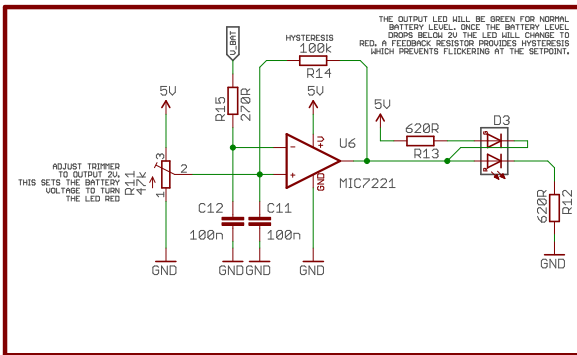 THE OUTPUT LED WILL BE GREEN FOR NORMAL
BATTERY LEVEL. ONCE THE BATTERY LEVEL
DROPS BELOW 2V THE LED WILL CHANGE TO
RED. A FEEDBACK RESISTOR PROVIDES HYSTERESIS
WHICH PREVENTS FLICKERING AT THE SETPOINT.
V_BAT
HYSTERESIS
100k
R14
5V
R15
270R
5V
5V
D3
620R
R13
G
R
U6
+V
-
+
GND
MIC7221
ADJUST TRIMMER
TO OUTPUT 2V.
THIS SETS THE BATTERY
VOLTAGE TO TURN
THE LED RED
R11
47k
3
2
1
C12
100n
C11
100n
620R
R12
GND
GND
GND
GND
GND